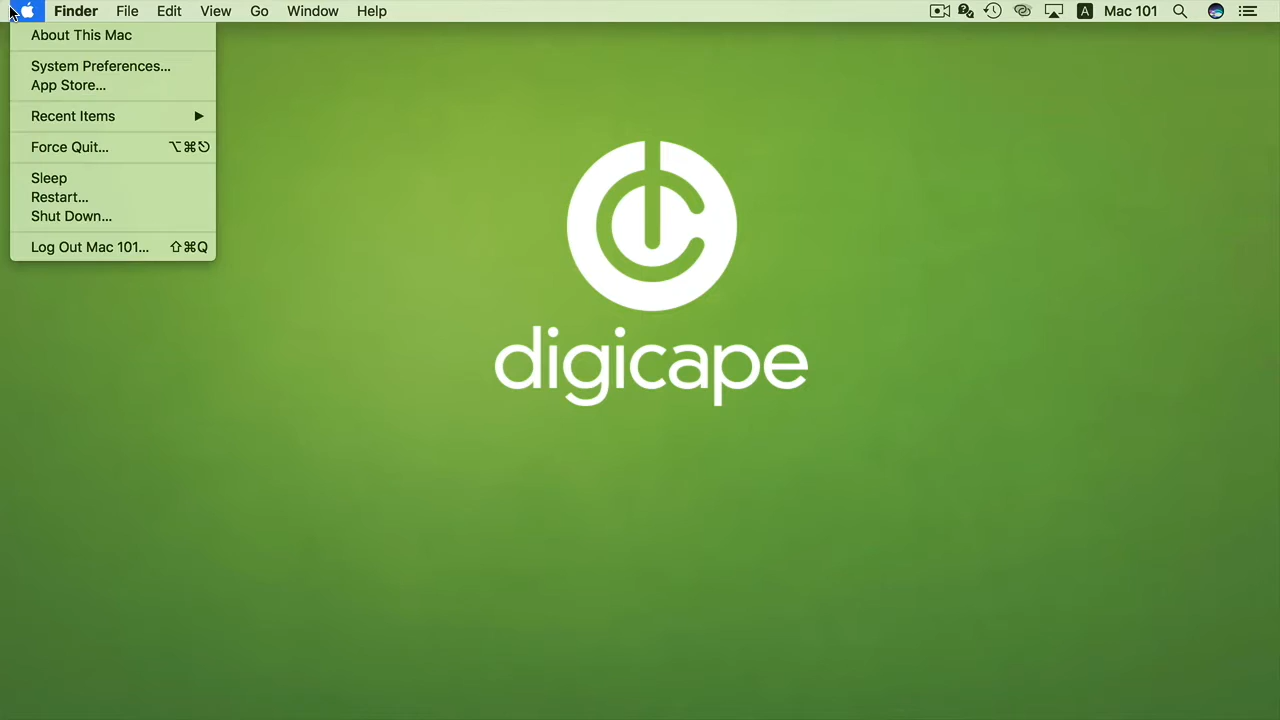 Finder File Edit View Go Window Help A Mac 101
About This Mac
System Preferences...
App Store...
Recent Items ▶
Force Quit... ⌥⌘⎋
Sleep
Restart...
Shut Down...
Log Out Mac 101... ⇧⌘Q
digicape